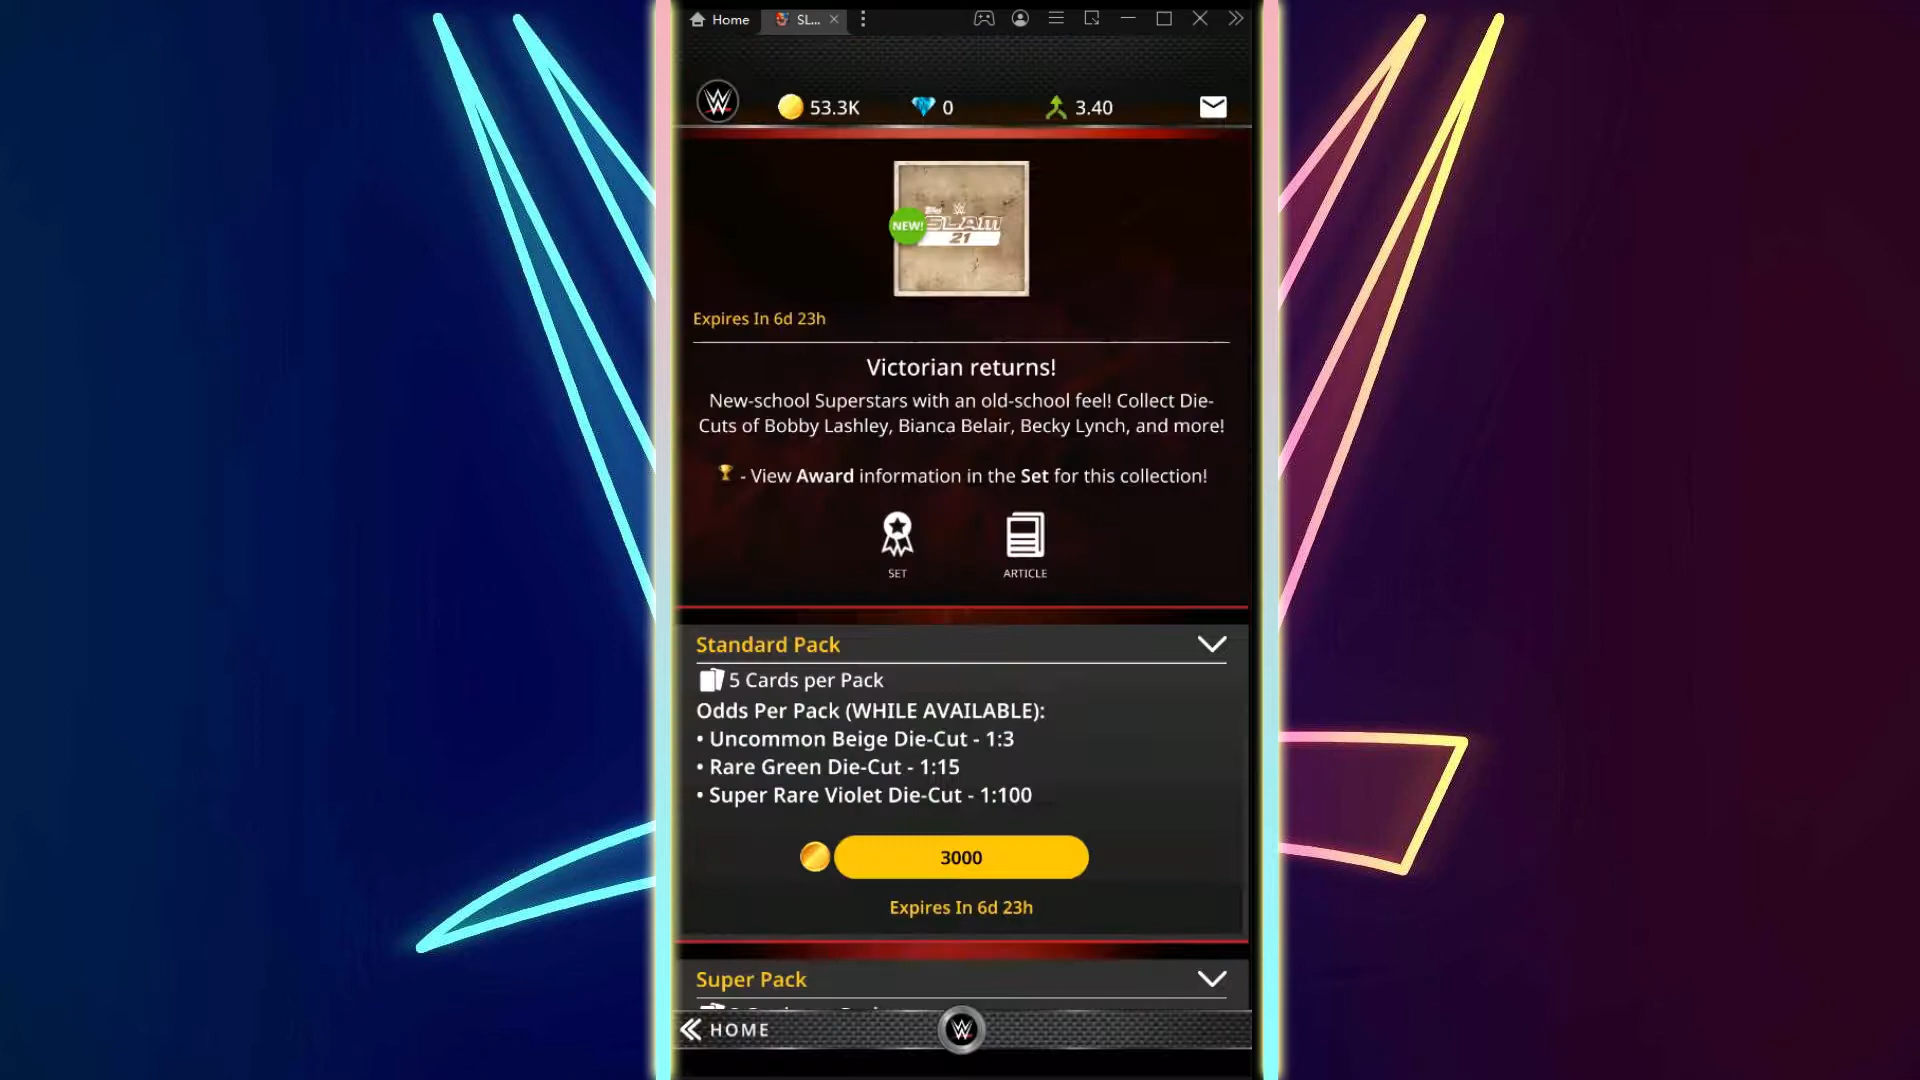 Home
SL...
53.3K
0
3.40
NEW!
Topps
SLAM
21
Expires In 6d 23h
Victorian returns!
New-school Superstars with an old-school feel! Collect Die-
Cuts of Bobby Lashley, Bianca Belair, Becky Lynch, and more!
- View Award information in the Set for this collection!
SET
ARTICLE
Standard Pack
5 Cards per Pack
Odds Per Pack (WHILE AVAILABLE):
• Uncommon Beige Die-Cut - 1:3
• Rare Green Die-Cut - 1:15
• Super Rare Violet Die-Cut - 1:100
3000
Expires In 6d 23h
Super Pack
HOME